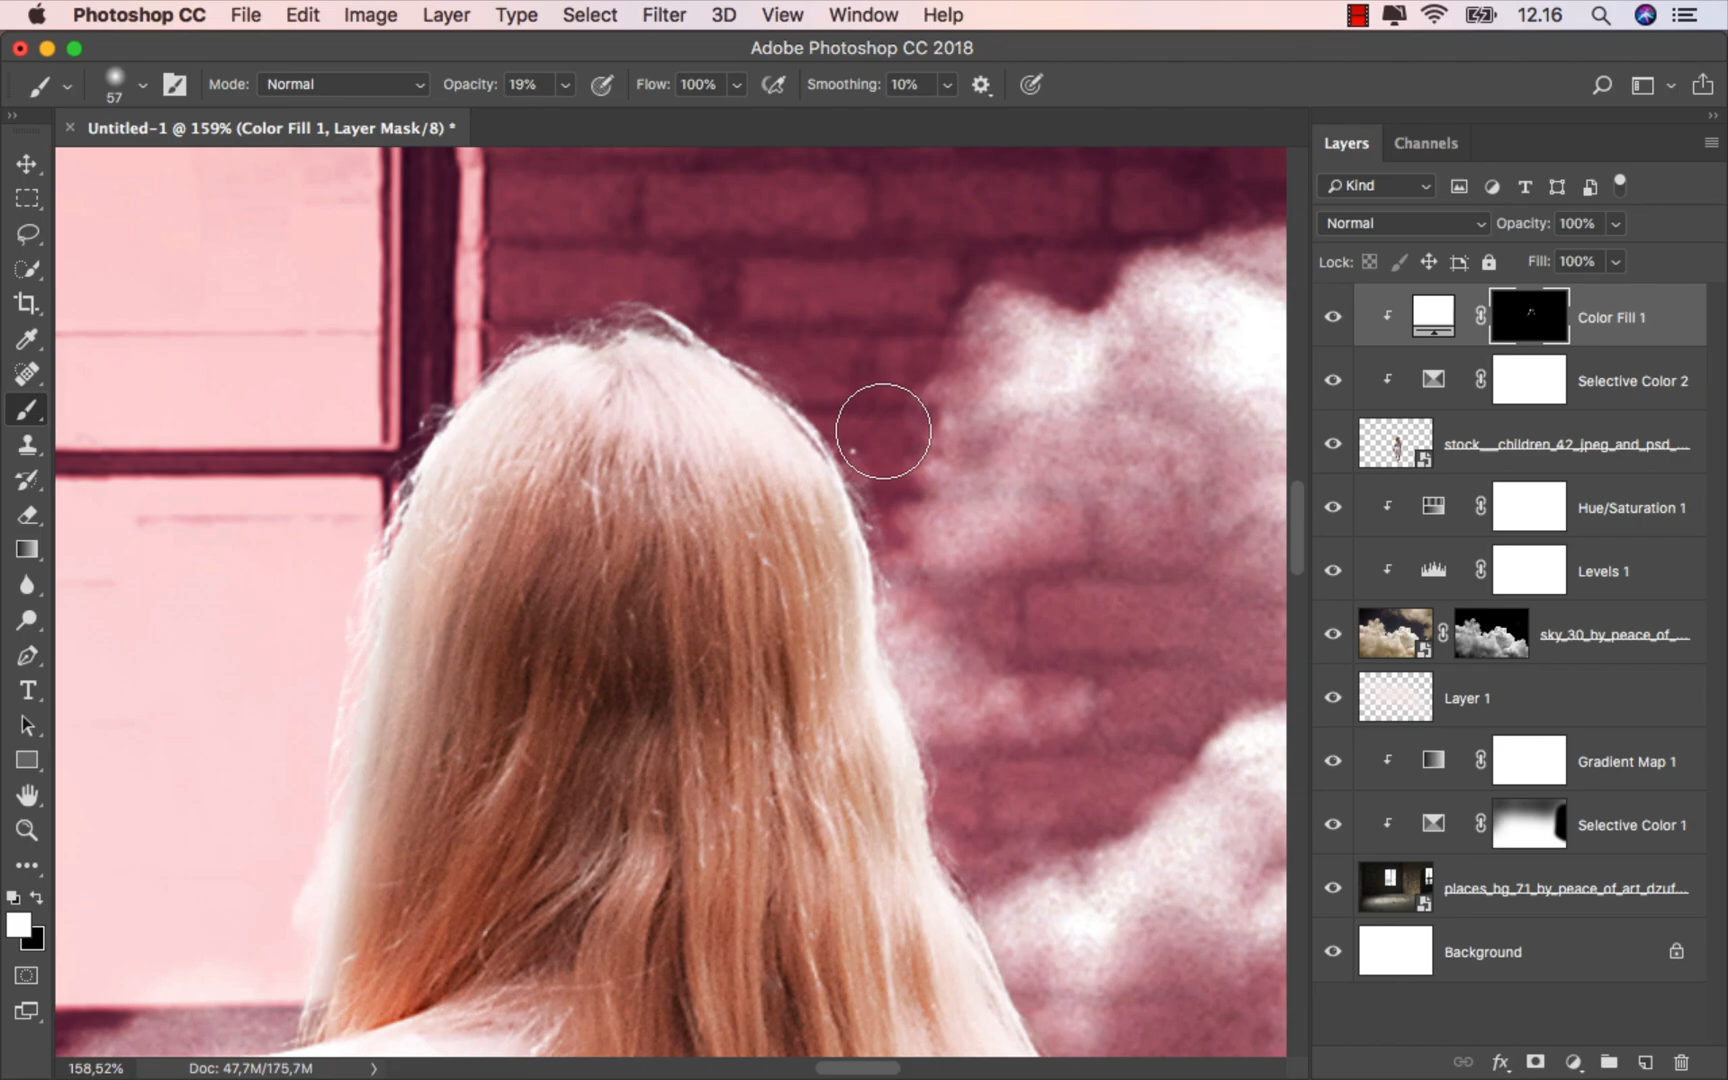 Photoshop CC File Edit Image Layer Type Select Filter 3D View Window Help 12.16
Adobe Photoshop CC 2018
57 Mode: Normal Opacity: 19% Flow: 100% Smoothing: 10%
Untitled-1 @ 159% (Color Fill 1, Layer Mask/8) *
Layers Channels
Kind
Normal Opacity: 100%
Lock: Fill: 100%
Color Fill 1
Selective Color 2
stock__children_42_jpeg_and_psd_...
Hue/Saturation 1
Levels 1
sky_30_by_peace_of_...
Layer 1
Gradient Map 1
Selective Color 1
places_bg_71_by_peace_of_art_dzuf...
Background
158,52% Doc: 47,7M/175,7M